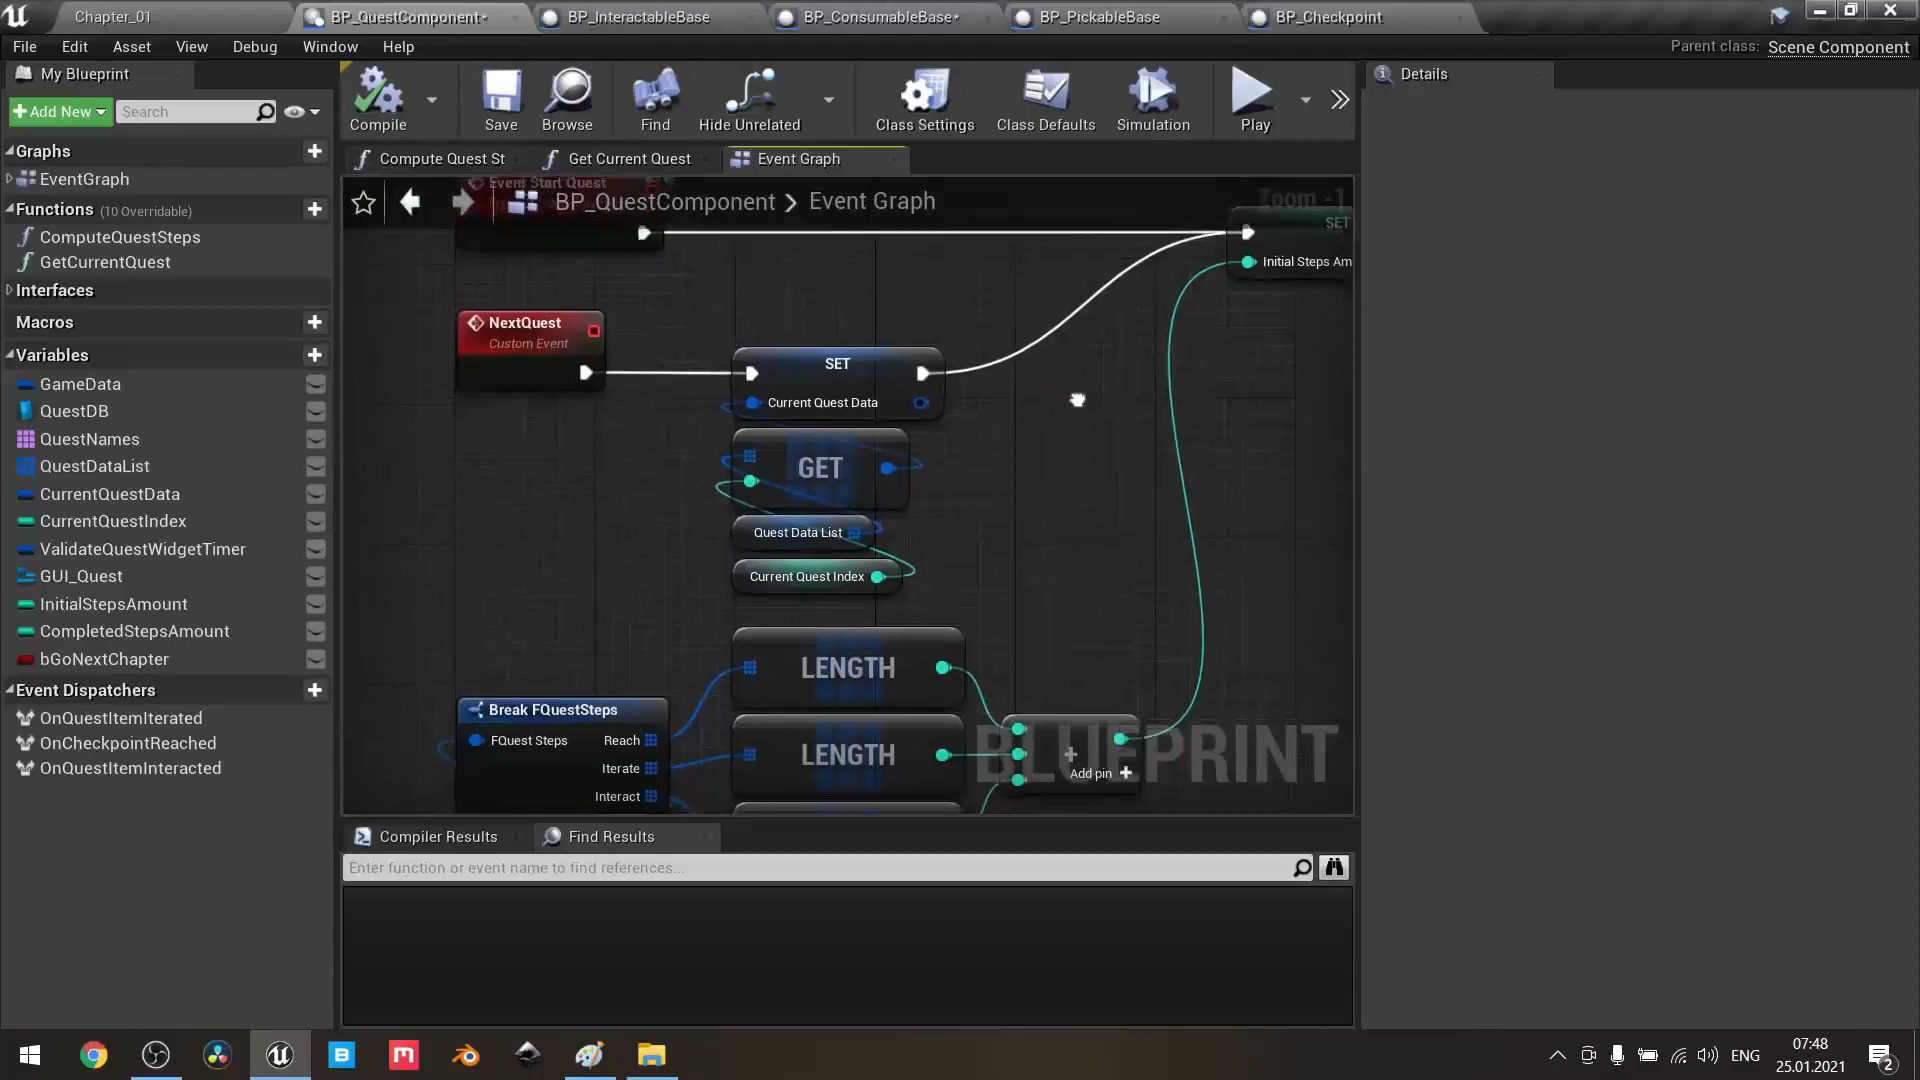 Chapter_01
BP_QuestComponent*
BP_InteractableBase
BP_ConsumableBase*
BP_PickableBase
BP_Checkpoint
File Edit Asset View Debug Window Help
Parent class: Scene Component
My Blueprint
Add New
Search
Compile
Save
Browse
Find
Hide Unrelated
Class Settings
Class Defaults
Simulation
Play
Details
Graphs
EventGraph
Functions (10 Overridable)
ComputeQuestSteps
GetCurrentQuest
Interfaces
Macros
Variables
GameData
QuestDB
QuestNames
QuestDataList
CurrentQuestData
CurrentQuestIndex
ValidateQuestWidgetTimer
GUI_Quest
InitialStepsAmount
CompletedStepsAmount
bGoNextChapter
Event Dispatchers
OnQuestItemIterated
OnCheckpointReached
OnQuestItemInteracted
Compute Quest St
Get Current Quest
Event Graph
Event Start Quest
BP_QuestComponent > Event Graph
Zoom -1
SET
Initial Steps Am
NextQuest
Custom Event
SET
Current Quest Data
GET
Quest Data List
Current Quest Index
LENGTH
LENGTH
Break FQuestSteps
FQuest Steps
Reach
Iterate
Interact
+
Add pin +
BLUEPRINT
Compiler Results
Find Results
Enter function or event name to find references...
ENG
07:48
25.01.2021
2